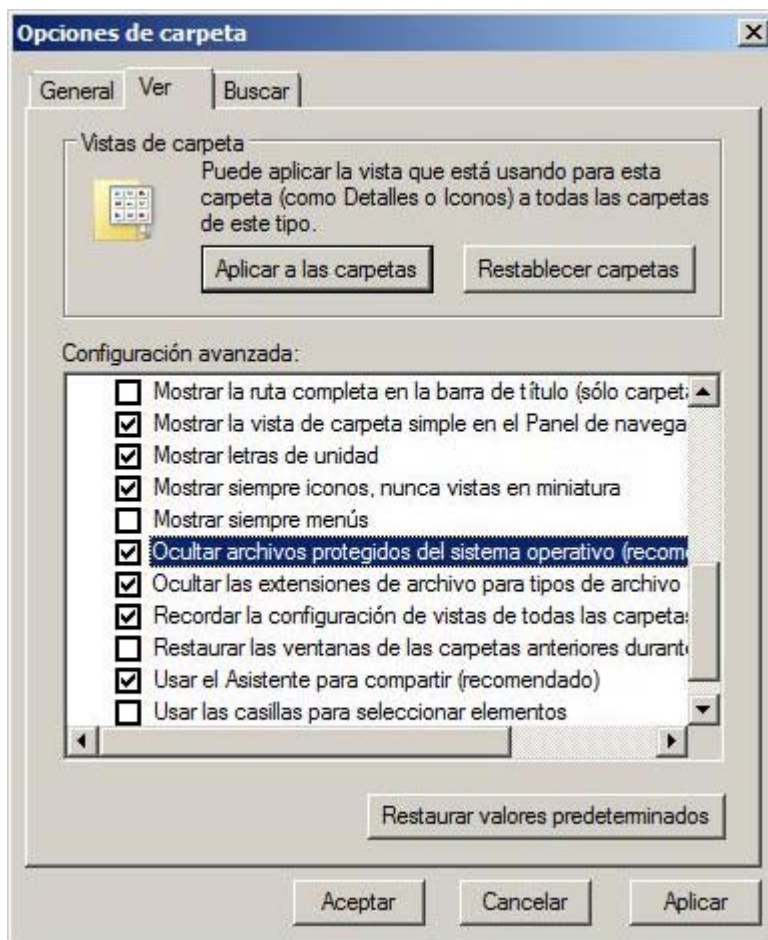 Opciones de carpeta
General Ver Buscar
Vistas de carpeta
Puede aplicar la vista que está usando para esta
carpeta (como Detalles o Iconos) a todas las carpetas
de este tipo.
Aplicar a las carpetas Restablecer carpetas
Configuración avanzada:
Mostrar la ruta completa en la barra de título (sólo carpeta
Mostrar la vista de carpeta simple en el Panel de navega
Mostrar letras de unidad
Mostrar siempre iconos, nunca vistas en miniatura
Mostrar siempre menús
Ocultar archivos protegidos del sistema operativo (recome
Ocultar las extensiones de archivo para tipos de archivo
Recordar la configuración de vistas de todas las carpetas
Restaurar las ventanas de las carpetas anteriores durante
Usar el Asistente para compartir (recomendado)
Usar las casillas para seleccionar elementos
Restaurar valores predeterminados
Aceptar Cancelar Aplicar